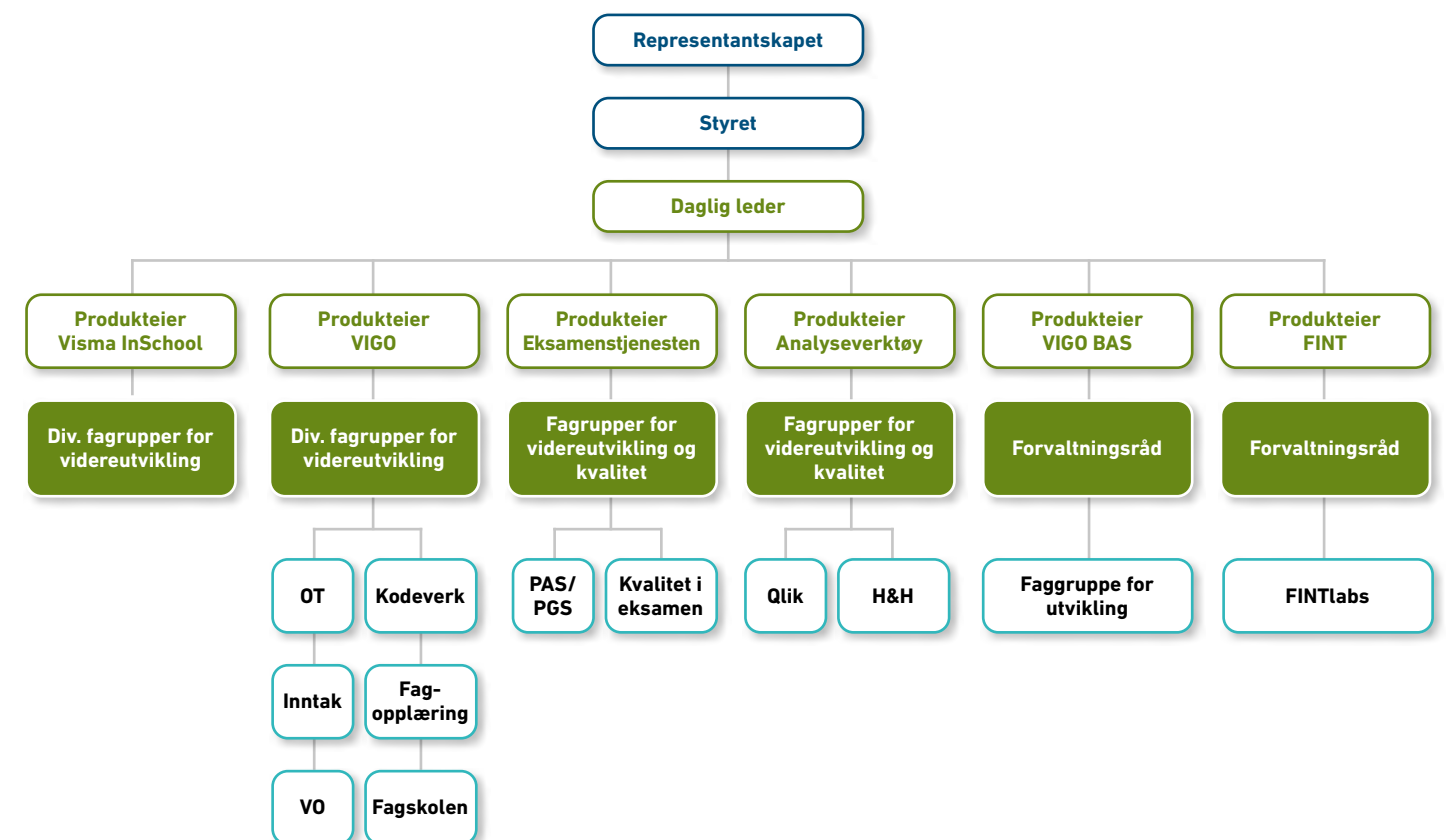 Representantskapet
Styret
Daglig leder
Produkteier
Visma InSchool
Produkteier
VIGO
Produkteier
Eksamenstjenesten
Produkteier
Analyseverktøy
Produkteier
VIGO BAS
Produkteier
FINT
Div. fagrupper for
videreutvikling
Div. fagrupper for
videreutvikling
Fagrupper for
videreutvikling og
kvalitet
Fagrupper for
videreutvikling og
kvalitet
Forvaltningsråd
Forvaltningsråd
OT
Kodeverk
PAS/
PGS
Kvalitet i
eksamen
Qlik
H&H
Faggruppe for
utvikling
FINTlabs
Inntak
Fag-
opplæring
VO
Fagskolen